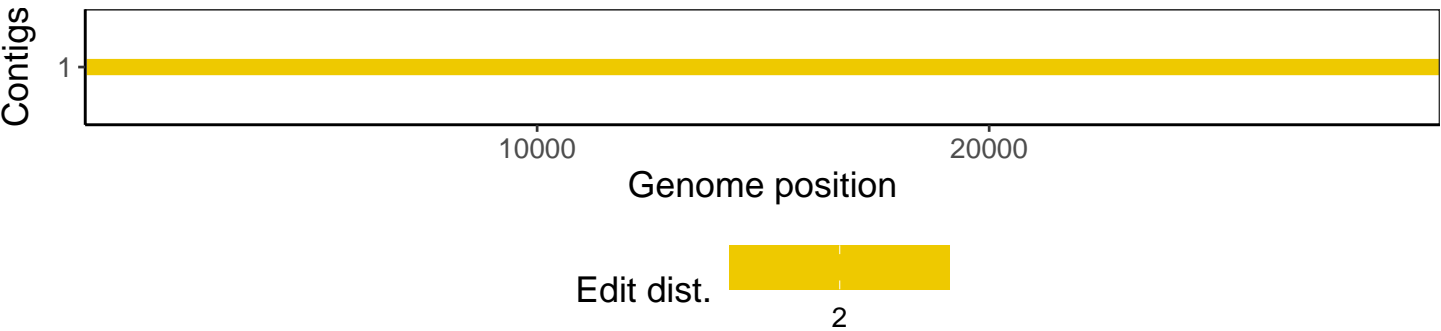 Contigs
1
10000 20000
Genome position
Edit dist.
2